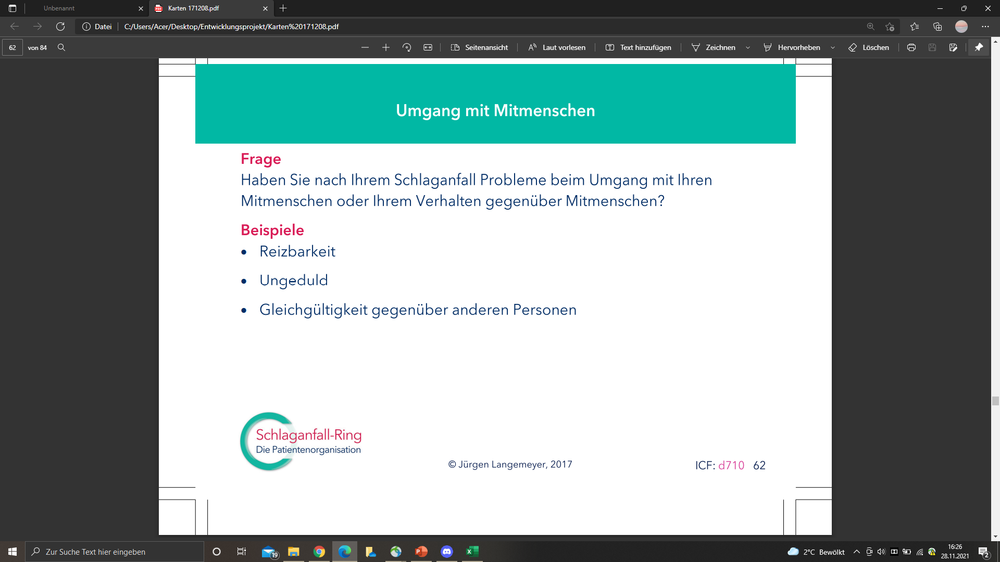 Unbenannt
Karten 171208.pdf
Datei
C:/Users/Acer/Desktop/Entwicklungsprojekt/Karten%20171208.pdf
62
von 84
Seitenansicht
Laut vorlesen
Text hinzufügen
Zeichnen
Hervorheben
Löschen
Umgang mit Mitmenschen
Frage
Haben Sie nach Ihrem Schlaganfall Probleme beim Umgang mit Ihren
Mitmenschen oder Ihrem Verhalten gegenüber Mitmenschen?
Beispiele
• Reizbarkeit
• Ungeduld
• Gleichgültigkeit gegenüber anderen Personen
Schlaganfall-Ring
Die Patientenorganisation
© Jürgen Langemeyer, 2017
ICF: d710 62
Zur Suche Text hier eingeben
19
2°C Bewölkt
16:26
28.11.2021
2